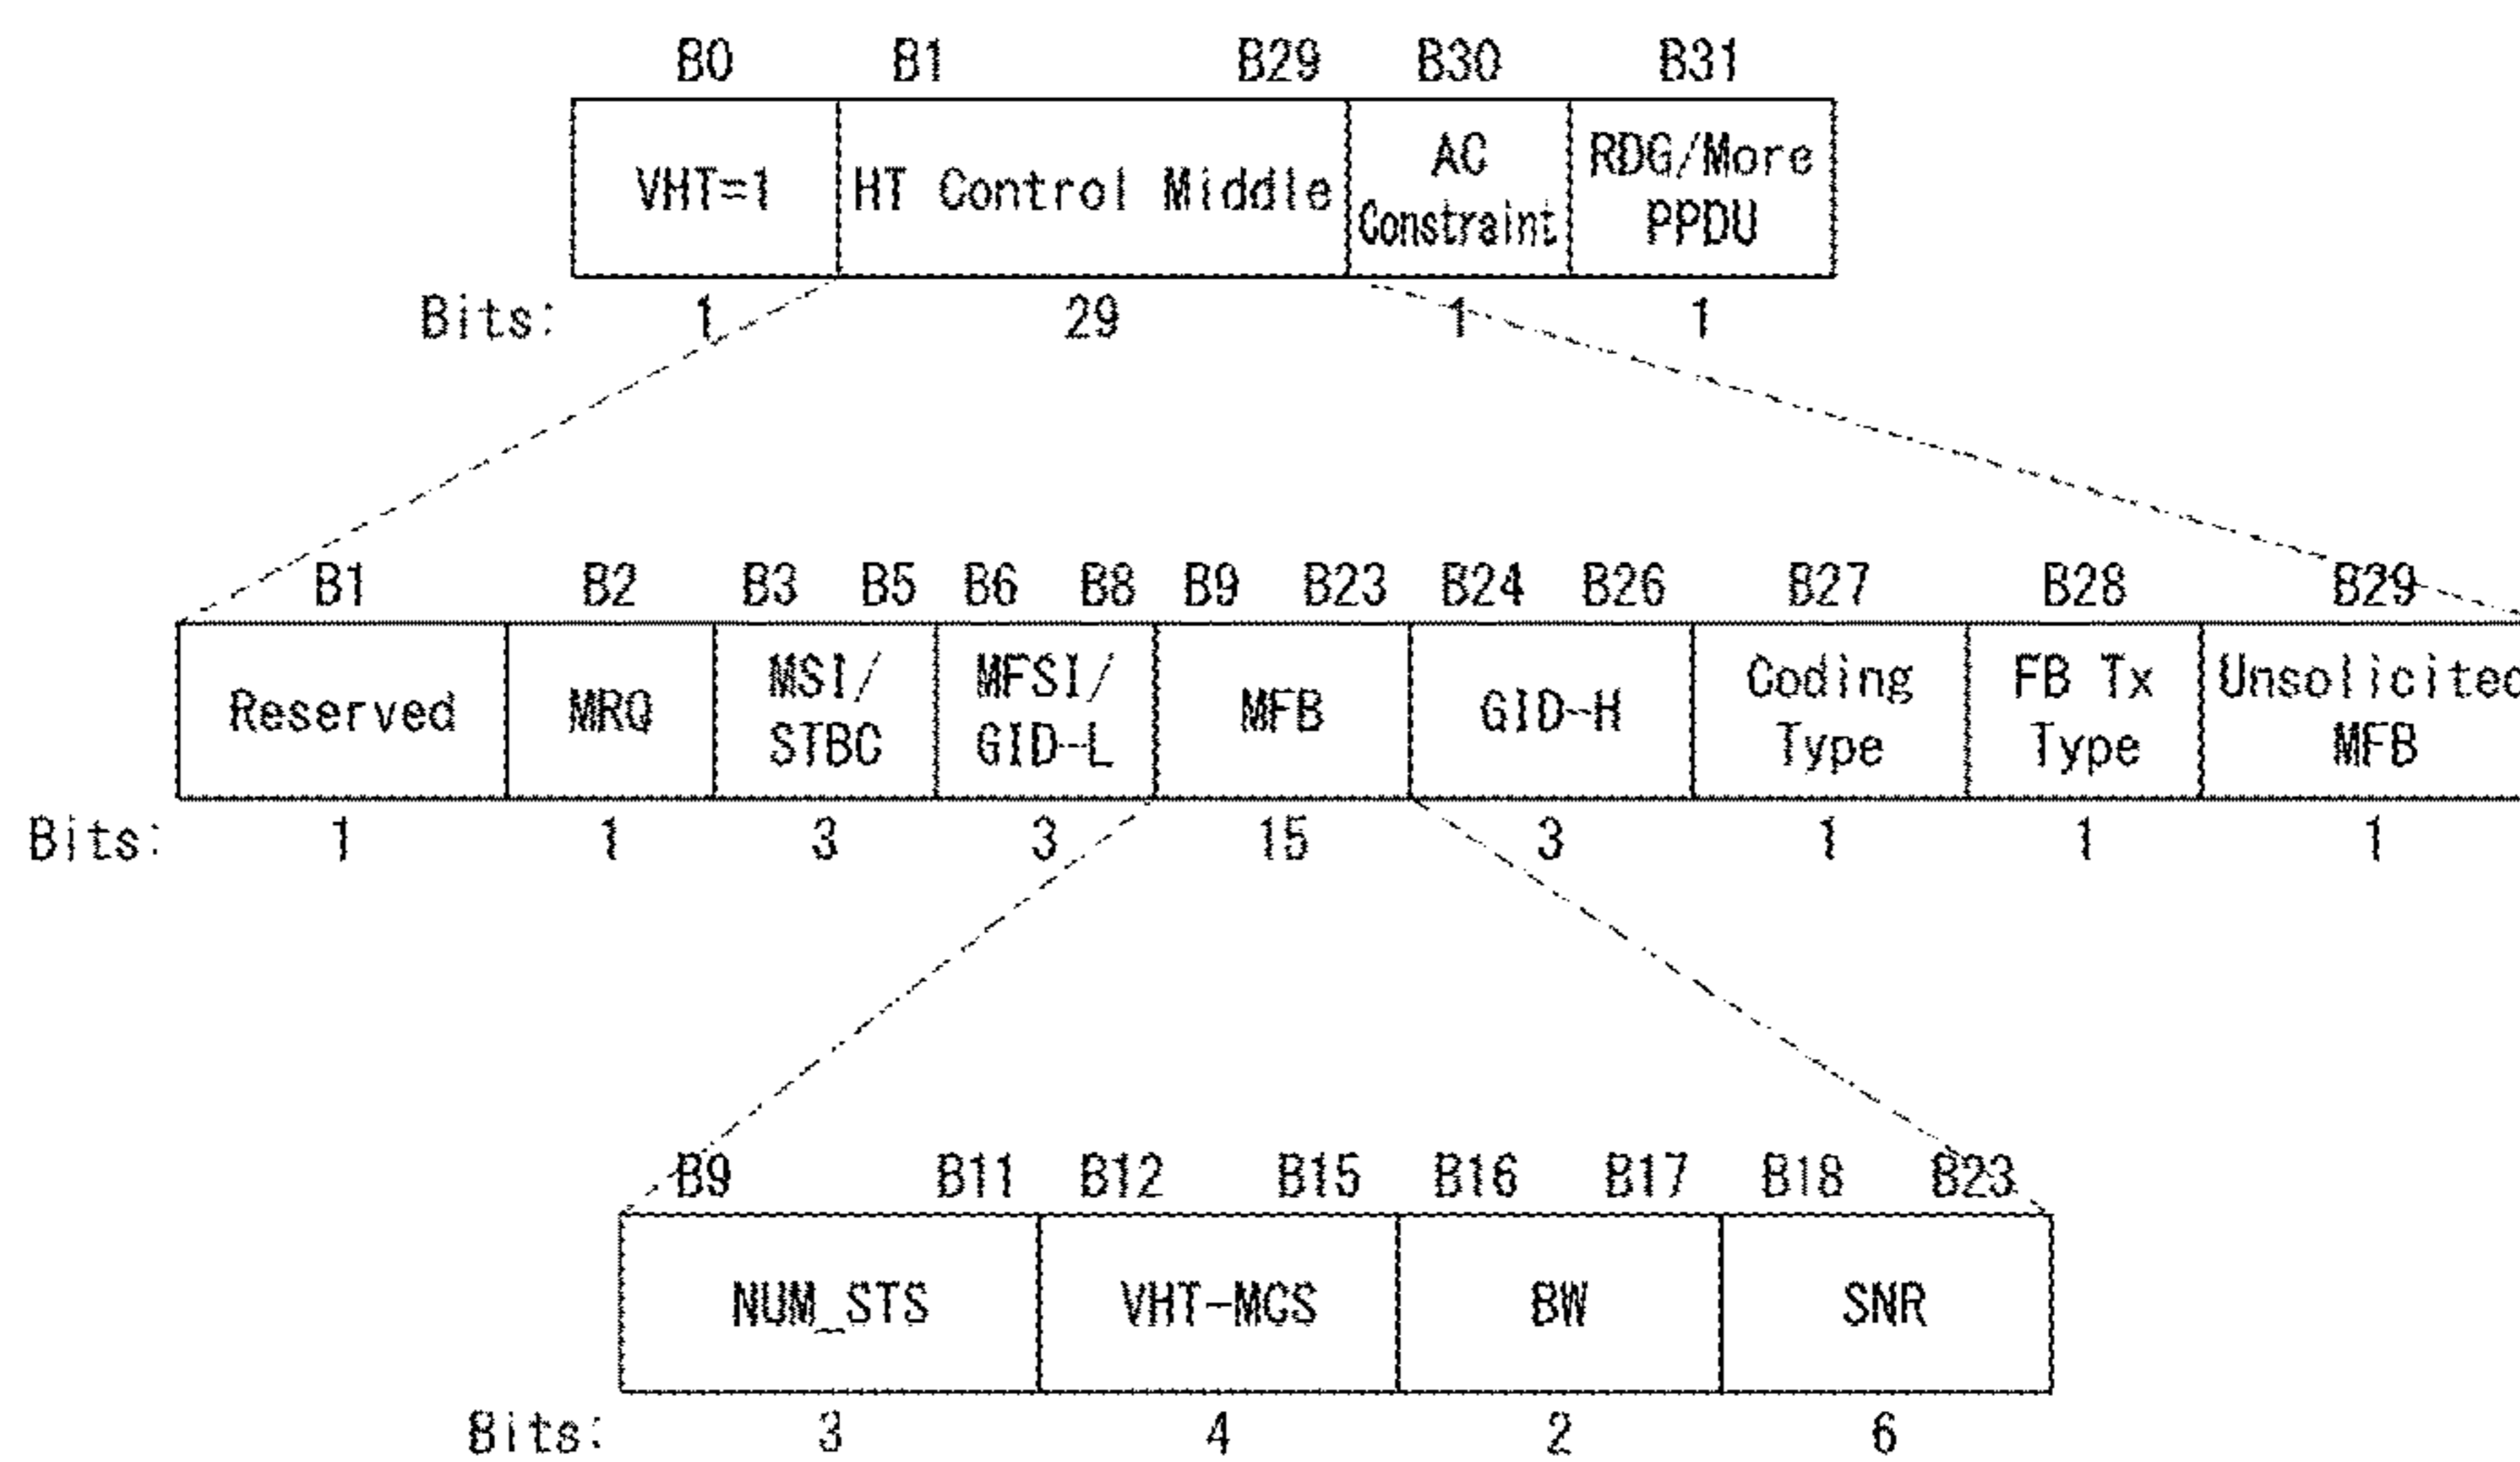 B0 B1 B29 B30 B31
VHT=1 HT Control Middle AC Constraint RDG/More PPDU
Bits: 1 29 1 1
B1 B2 B3 B5 B6 B8 B9 B23 B24 B26 B27 B28 B29
Reserved MRQ MSI/ STBC MFSI/ GID-L MFB GID-H Coding Type FB Tx Type Unsolicited MFB
Bits: 1 1 3 3 15 3 1 1 1
B9 B11 B12 B15 B16 B17 B18 B23
NUM_STS VHT-MCS BW SNR
Bits: 3 4 2 6